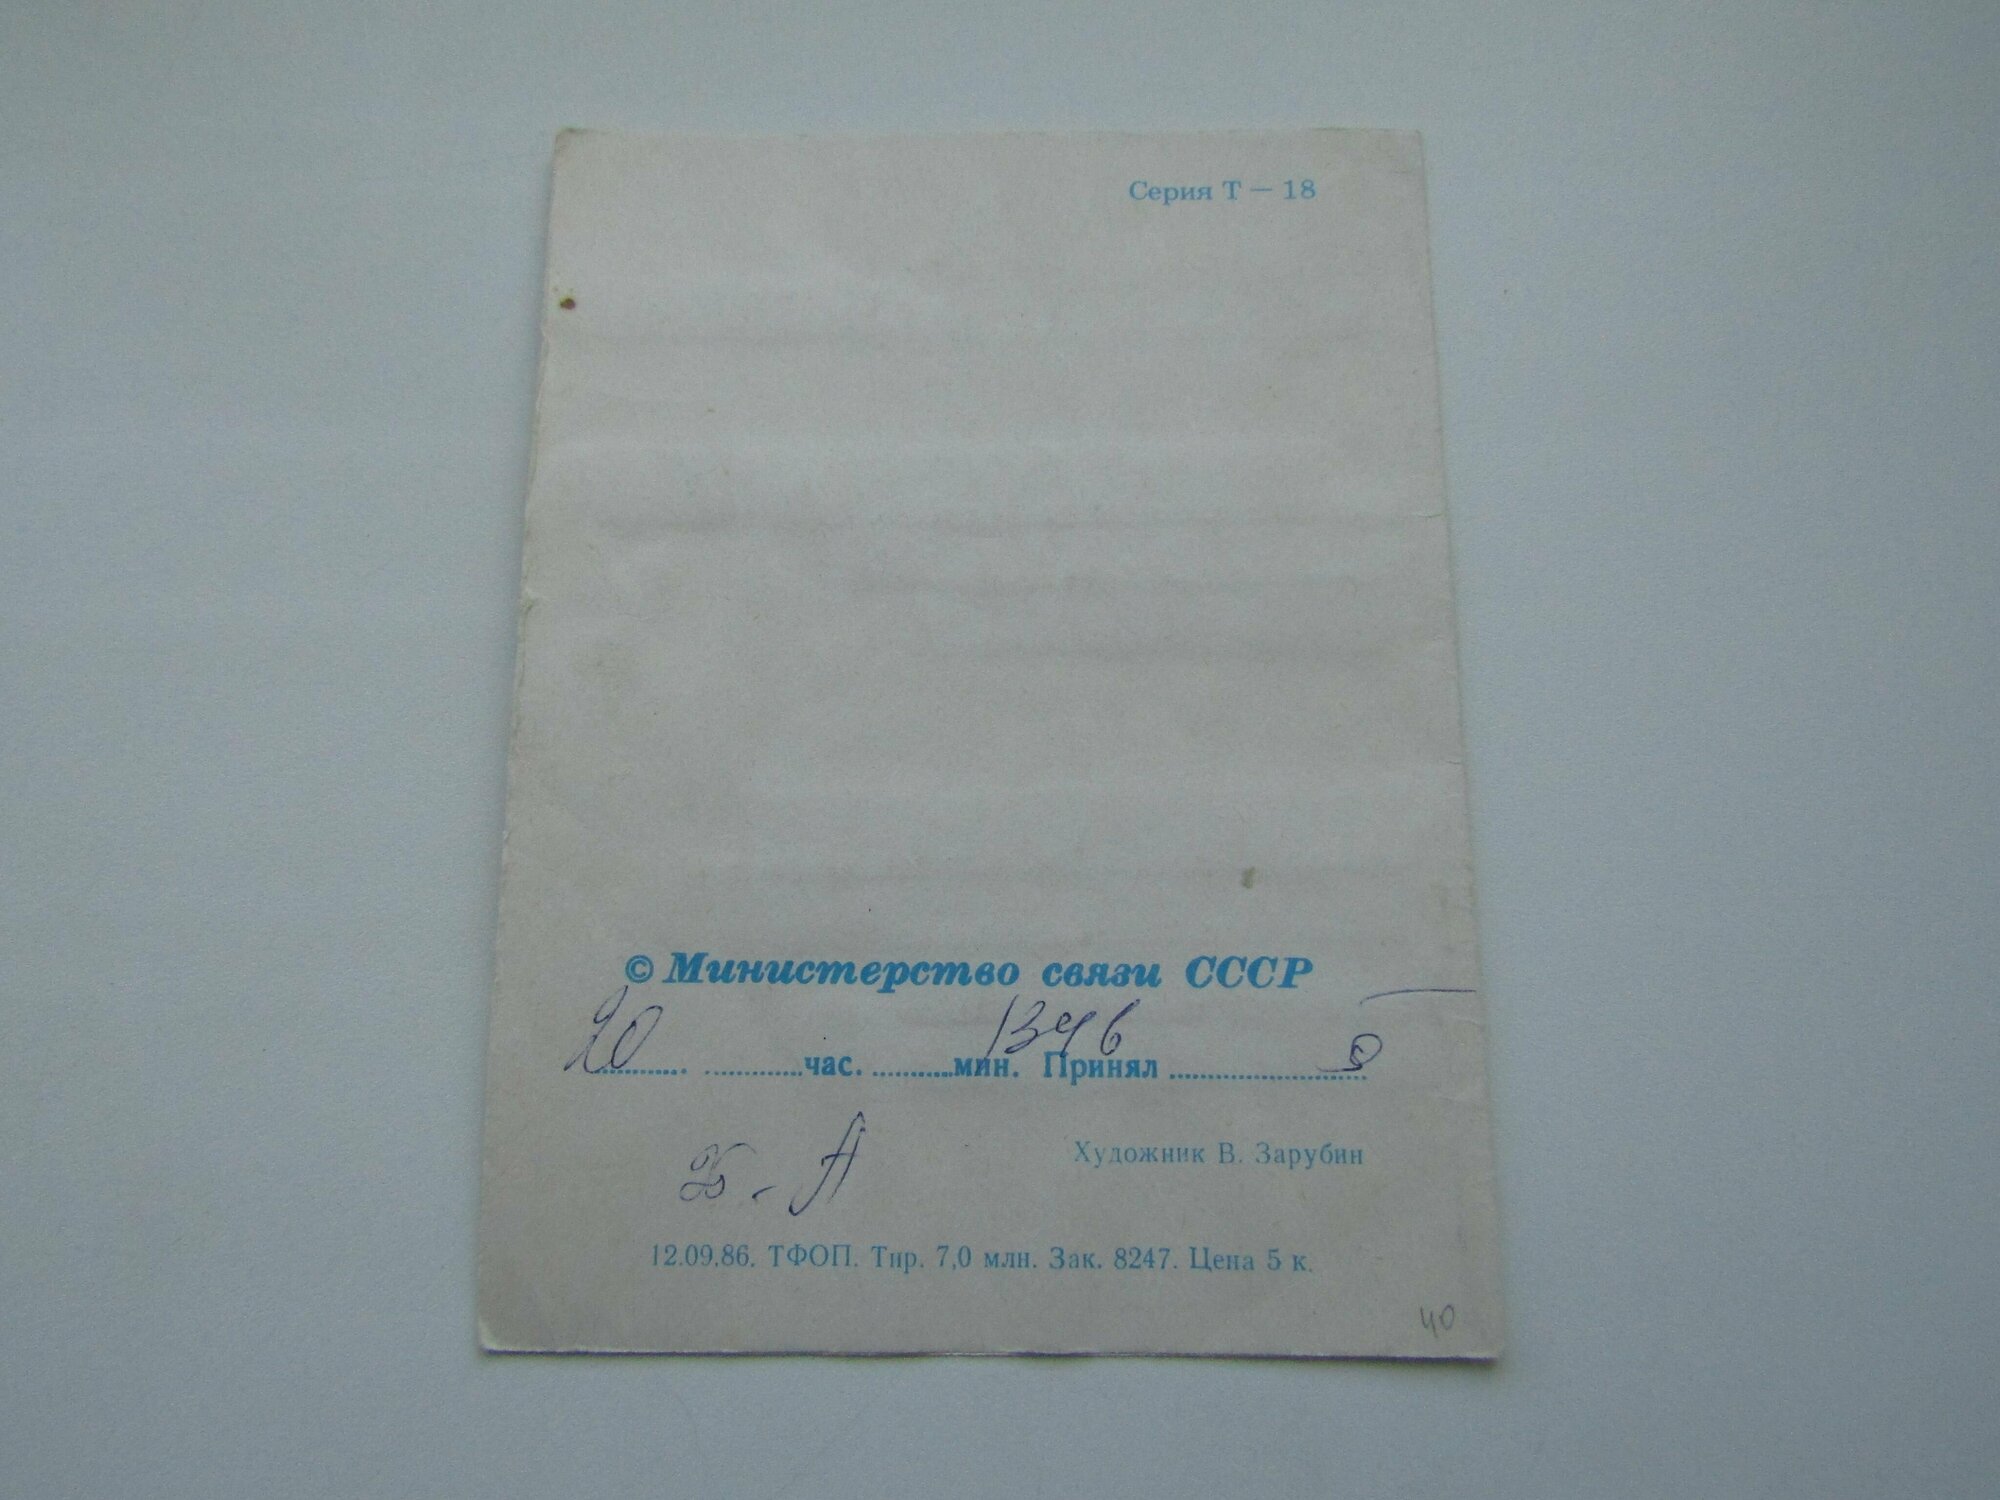 Серия Т — 18
© Министерство связи СССР
20 1346
час. мин. Принял
Художник В. Зарубин
12.09.86. ТФОП. Тир. 7,0 млн. Зак. 8247. Цена 5 к.
40